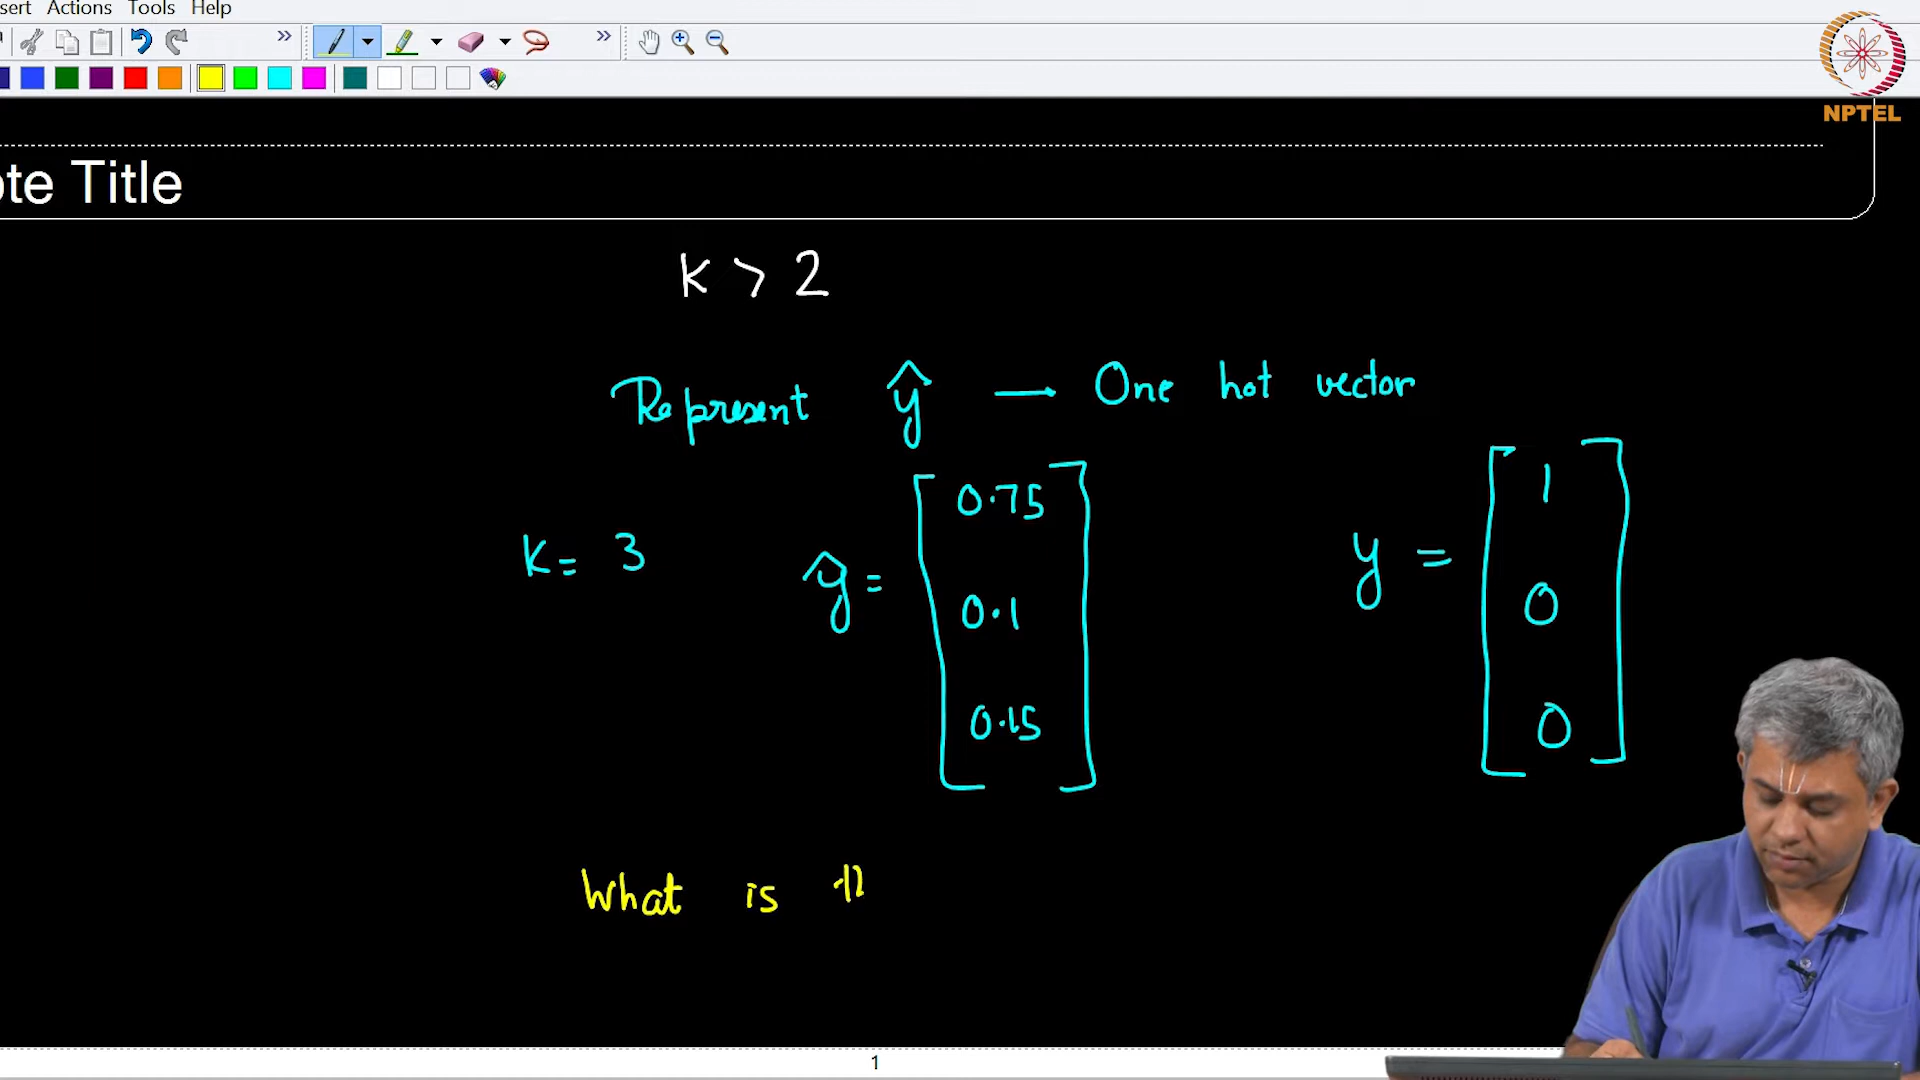 sert Actions Tools Help
NPTEL
te Title
K > 2
Represent ŷ → One hot vector
K = 3 ŷ = [0.75 0.1 0.15] y = [1 0 0]
What is th
1